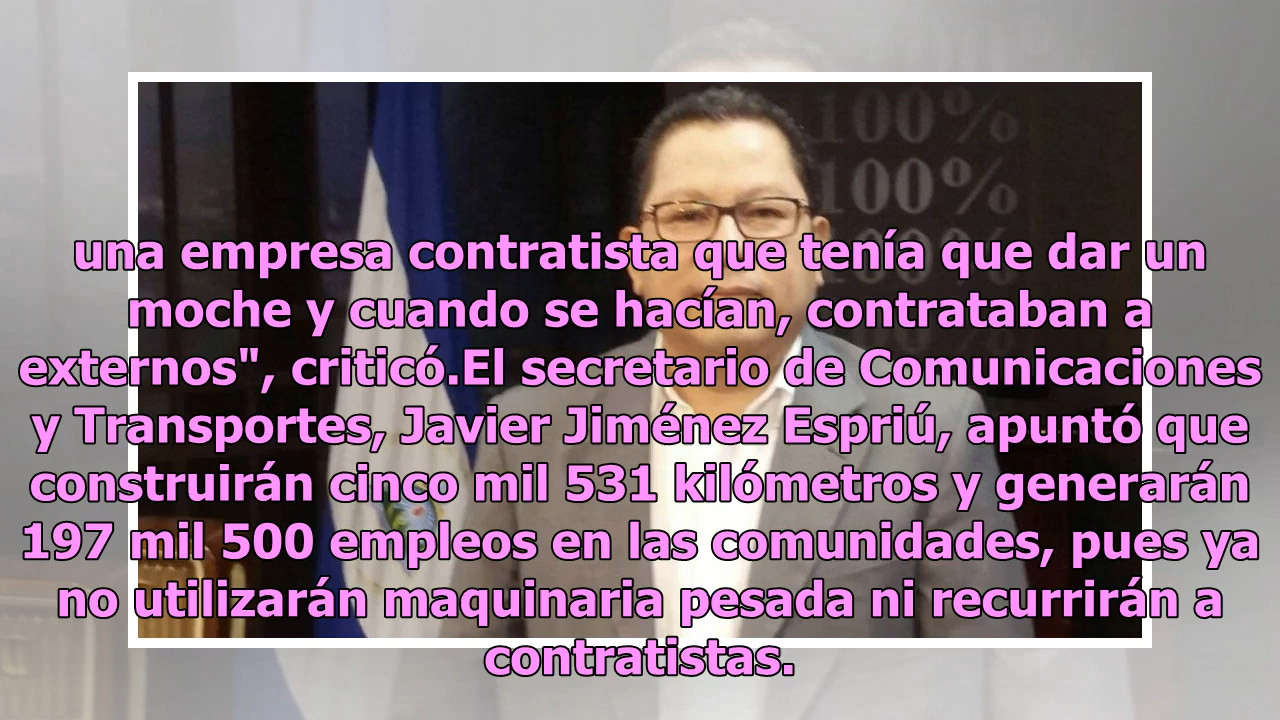 100%
100%
una empresa contratista que tenía que dar un
moche y cuando se hacían, contrataban a
externos", criticó.El secretario de Comunicaciones
y Transportes, Javier Jiménez Espriú, apuntó que
construirán cinco mil 531 kilómetros y generarán
197 mil 500 empleos en las comunidades, pues ya
no utilizarán maquinaria pesada ni recurrirán a
contratistas.